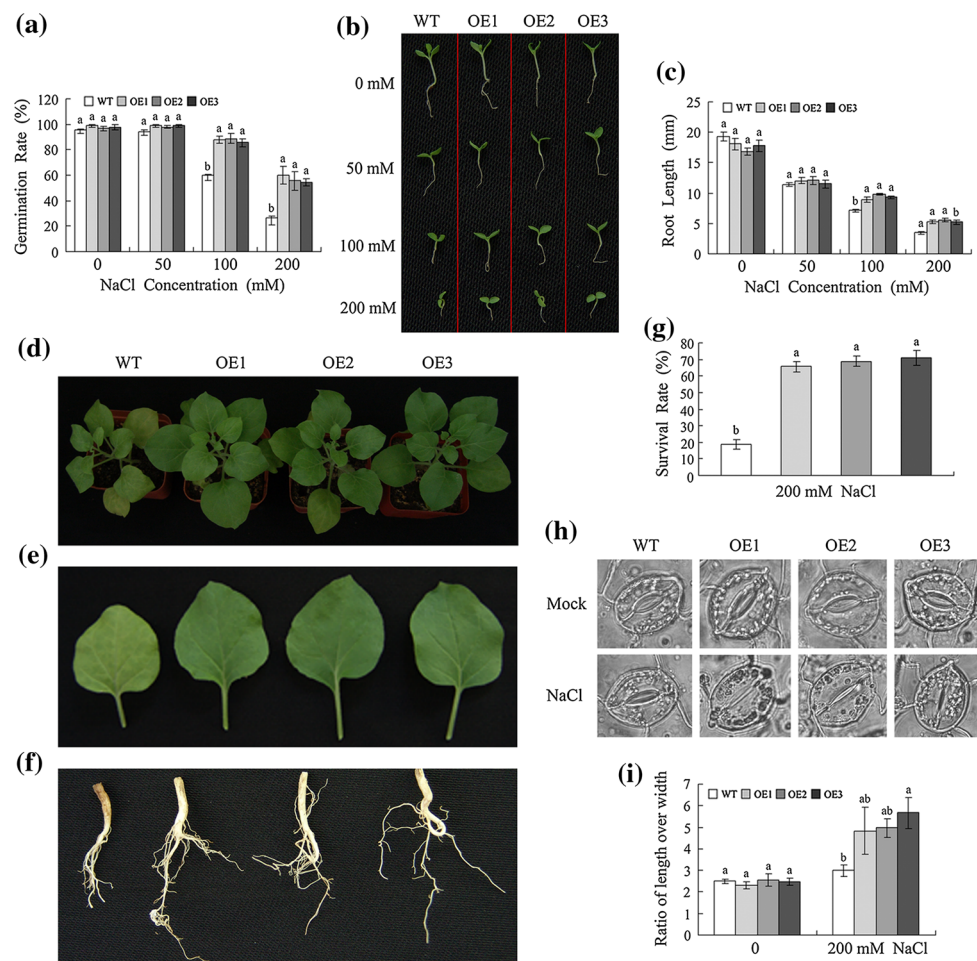 (a)
Germination Rate (%)
120
100
80
60
40
20
0
WT OE1 OE2 OE3
a a a a
a a a a
b a a a
b a a a
0 50 100 200
NaCl Concentration (mM)
(b)
WT OE1 OE2 OE3
0 mM
50 mM
100 mM
200 mM
(c)
Root Length (mm)
25
20
15
10
5
0
WT OE1 OE2 OE3
a a a a
a a a a
b a a a
a a a b
0 50 100 200
NaCl Concentration (mM)
(d)
WT OE1 OE2 OE3
(e)
(f)
(g)
Survival Rate (%)
80
70
60
50
40
30
20
10
0
b a a a
200 mM NaCl
(h)
WT OE1 OE2 OE3
Mock
NaCl
(i)
Ratio of length over width
7
6
5
4
3
2
1
0
WT OE1 OE2 OE3
a a a a
b ab ab a
0 200 mM NaCl